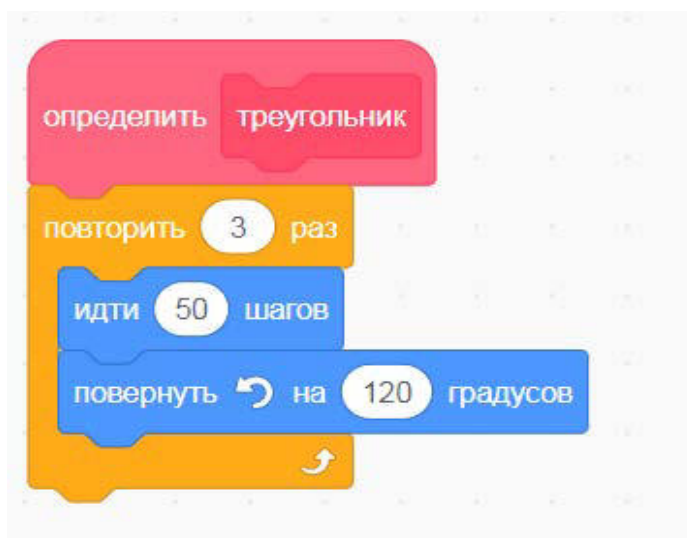 определить треугольник
повторить 3 раз
идти 50 шагов
повернуть на 120 градусов